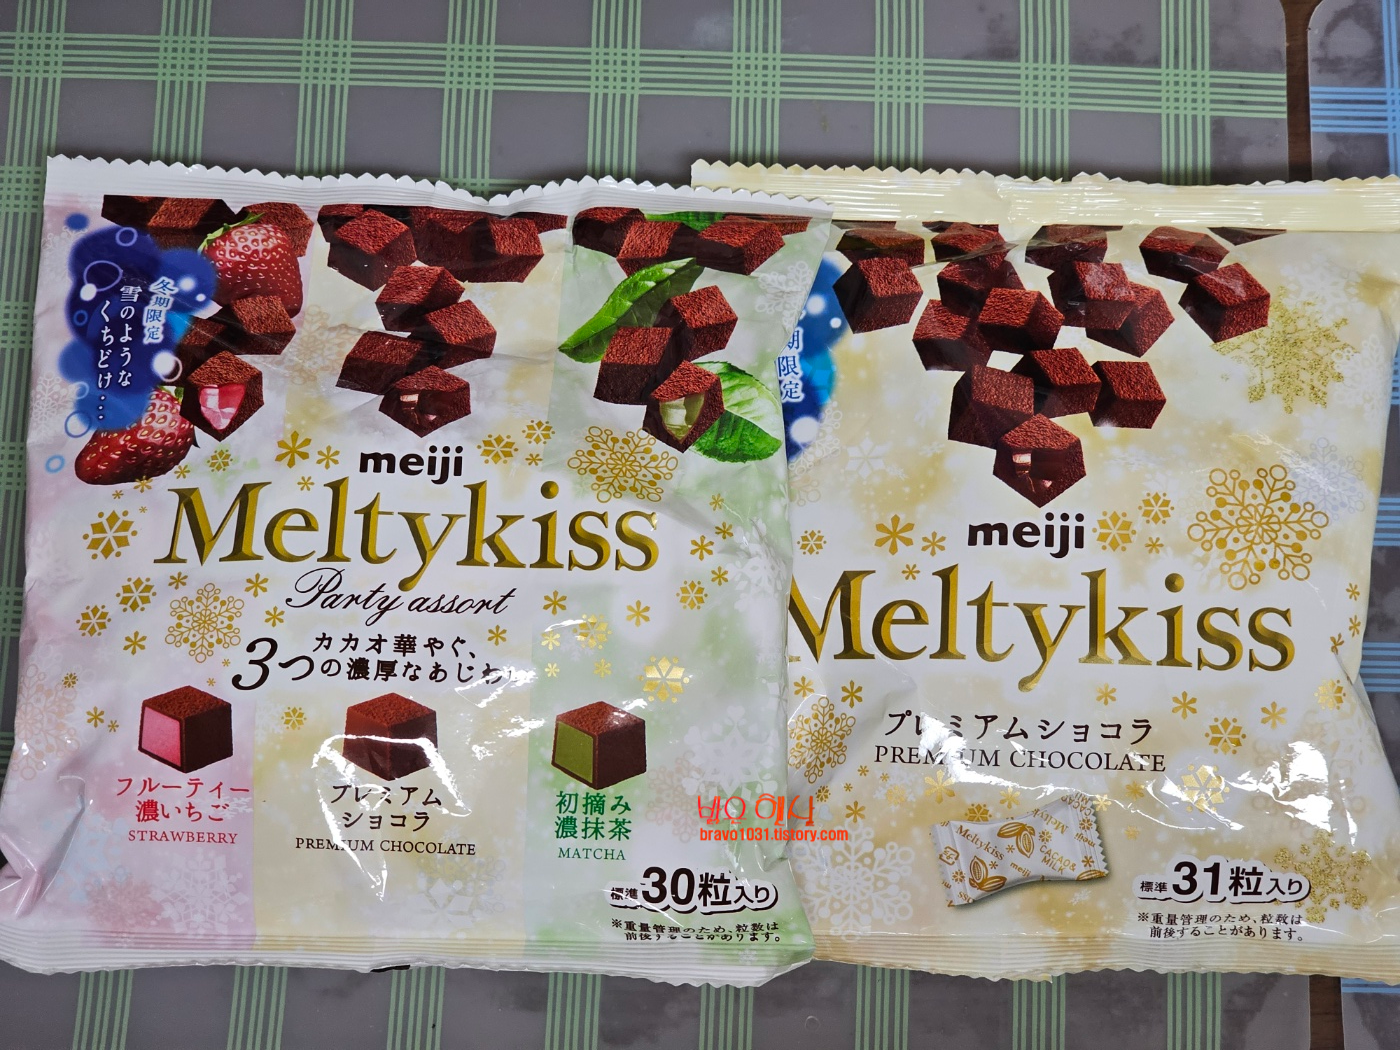 冬期限定
雪のような
くちどけ…
meiji
Meltykiss
Party assort
カカオ華やぐ、
3つの濃厚なあじわい
フルーティー
濃いちご
STRAWBERRY
プレミアム
ショコラ
PREMIUM CHOCOLATE
初摘み
濃抹茶
MATCHA
標準30粒入り
※重量管理のため、粒数は
前後することがあります。
期限定
meiji
Meltykiss
プレミアムショコラ
PREMIUM CHOCOLATE
Meltykiss
meiji
CACAO&
MILK
標準31粒入り
※重量管理のため、粒数は
前後することがあります。
bravo1031.tistory.com